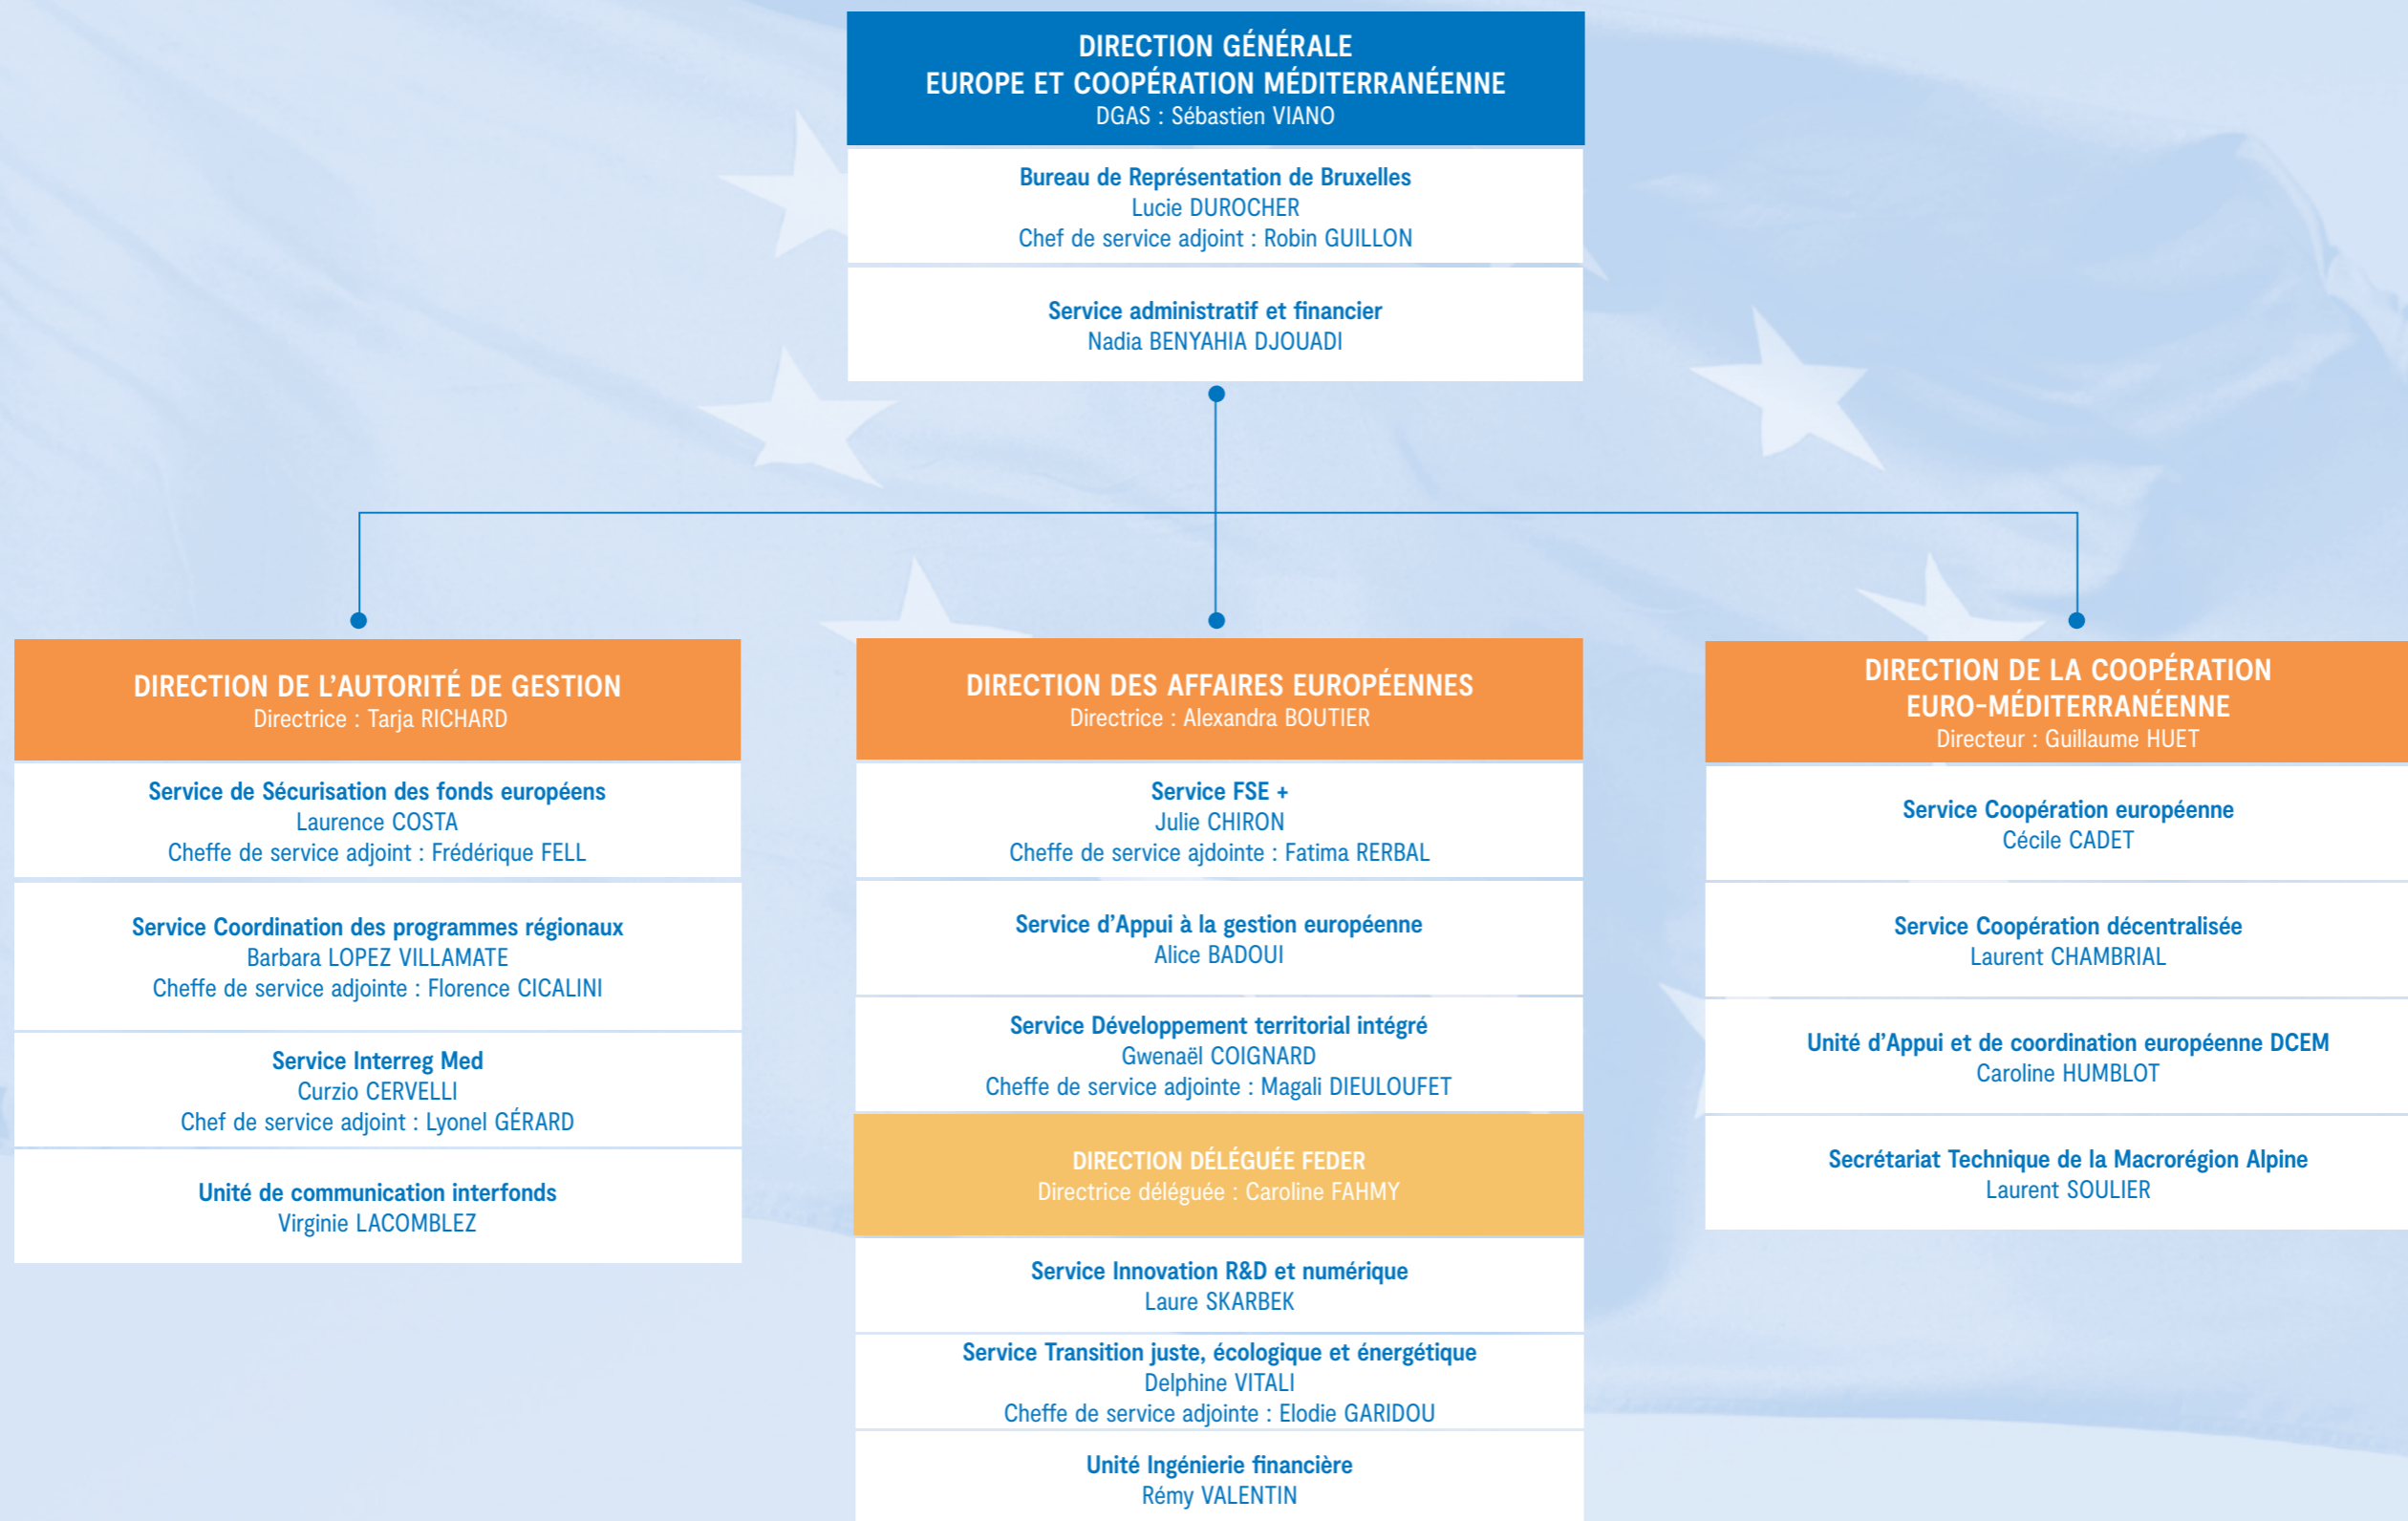 DIRECTION GÉNÉRALE
EUROPE ET COOPÉRATION MÉDITERRANÉENNE
DGAS : Sébastien VIANO
Bureau de Représentation de Bruxelles
Lucie DUROCHER
Chef de service adjoint : Robin GUILLON
Service administratif et financier
Nadia BENYAHIA DJOUADI
DIRECTION DE L'AUTORITÉ DE GESTION
Directrice : Tarja RICHARD
Service de Sécurisation des fonds européens
Laurence COSTA
Cheffe de service adjoint : Frédérique FELL
Service Coordination des programmes régionaux
Barbara LOPEZ VILLAMATE
Cheffe de service adjointe : Florence CICALINI
Service Interreg Med
Curzio CERVELLI
Chef de service adjoint : Lyonel GÉRARD
Unité de communication interfonds
Virginie LACOMBLEZ
DIRECTION DES AFFAIRES EUROPÉENNES
Directrice : Alexandra BOUTIER
Service FSE +
Julie CHIRON
Cheffe de service ajdointe : Fatima RERBAL
Service d'Appui à la gestion européenne
Alice BADOUI
Service Développement territorial intégré
Gwenaël COIGNARD
Cheffe de service adjointe : Magali DIEULOUFET
DIRECTION DÉLÉGUÉE FEDER
Directrice déléguée : Caroline FAHMY
Service Innovation R&D et numérique
Laure SKARBEK
Service Transition juste, écologique et énergétique
Delphine VITALI
Cheffe de service adjointe : Elodie GARIDOU
Unité Ingénierie financière
Rémy VALENTIN
DIRECTION DE LA COOPÉRATION
EURO-MÉDITERRANÉENNE
Directeur : Guillaume HUET
Service Coopération européenne
Cécile CADET
Service Coopération décentralisée
Laurent CHAMBRIAL
Unité d'Appui et de coordination européenne DCEM
Caroline HUMBLOT
Secrétariat Technique de la Macrorégion Alpine
Laurent SOULIER